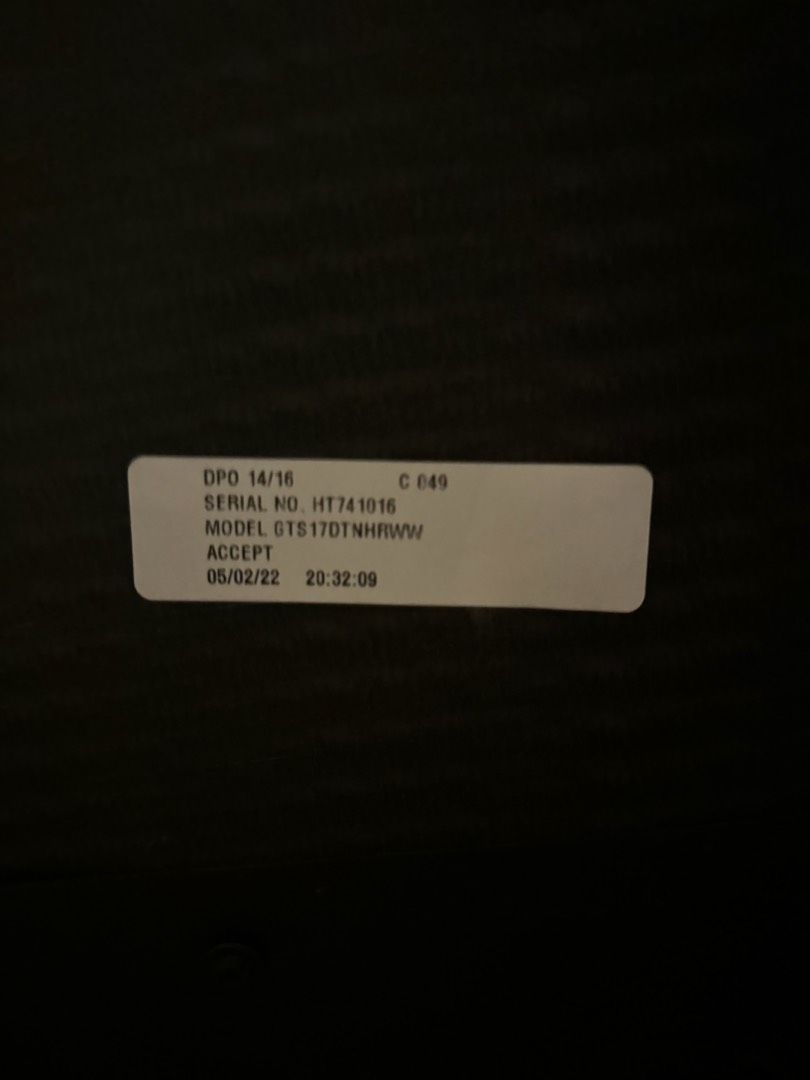 DPO 14/16 C 049
SERIAL NO. HT741016
MODEL GTS17DTNHRWW
ACCEPT
05/02/22 20:32:09